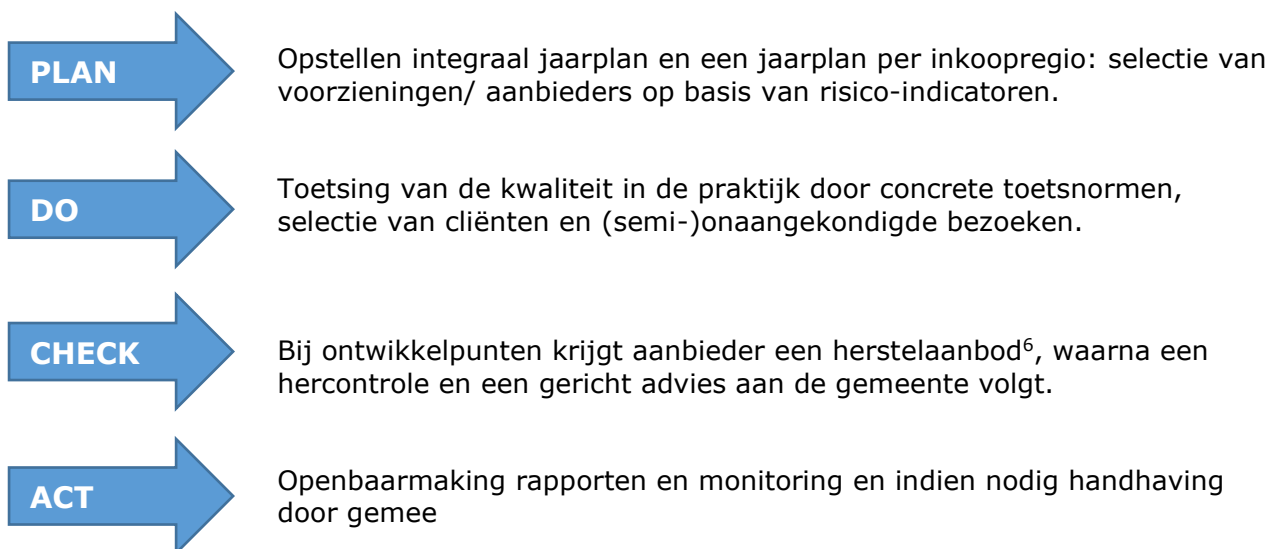 PLAN
Opstellen integraal jaarplan en een jaarplan per inkoopregio: selectie van
voorzieningen/ aanbieders op basis van risico-indicatoren.
DO
Toetsing van de kwaliteit in de praktijk door concrete toetsnormen,
selectie van cliënten en (semi-)onaangekondigde bezoeken.
CHECK
Bij ontwikkelpunten krijgt aanbieder een herstelaanbod⁶, waarna een
hercontrole en een gericht advies aan de gemeente volgt.
ACT
Openbaarmaking rapporten en monitoring en indien nodig handhaving
door gemee